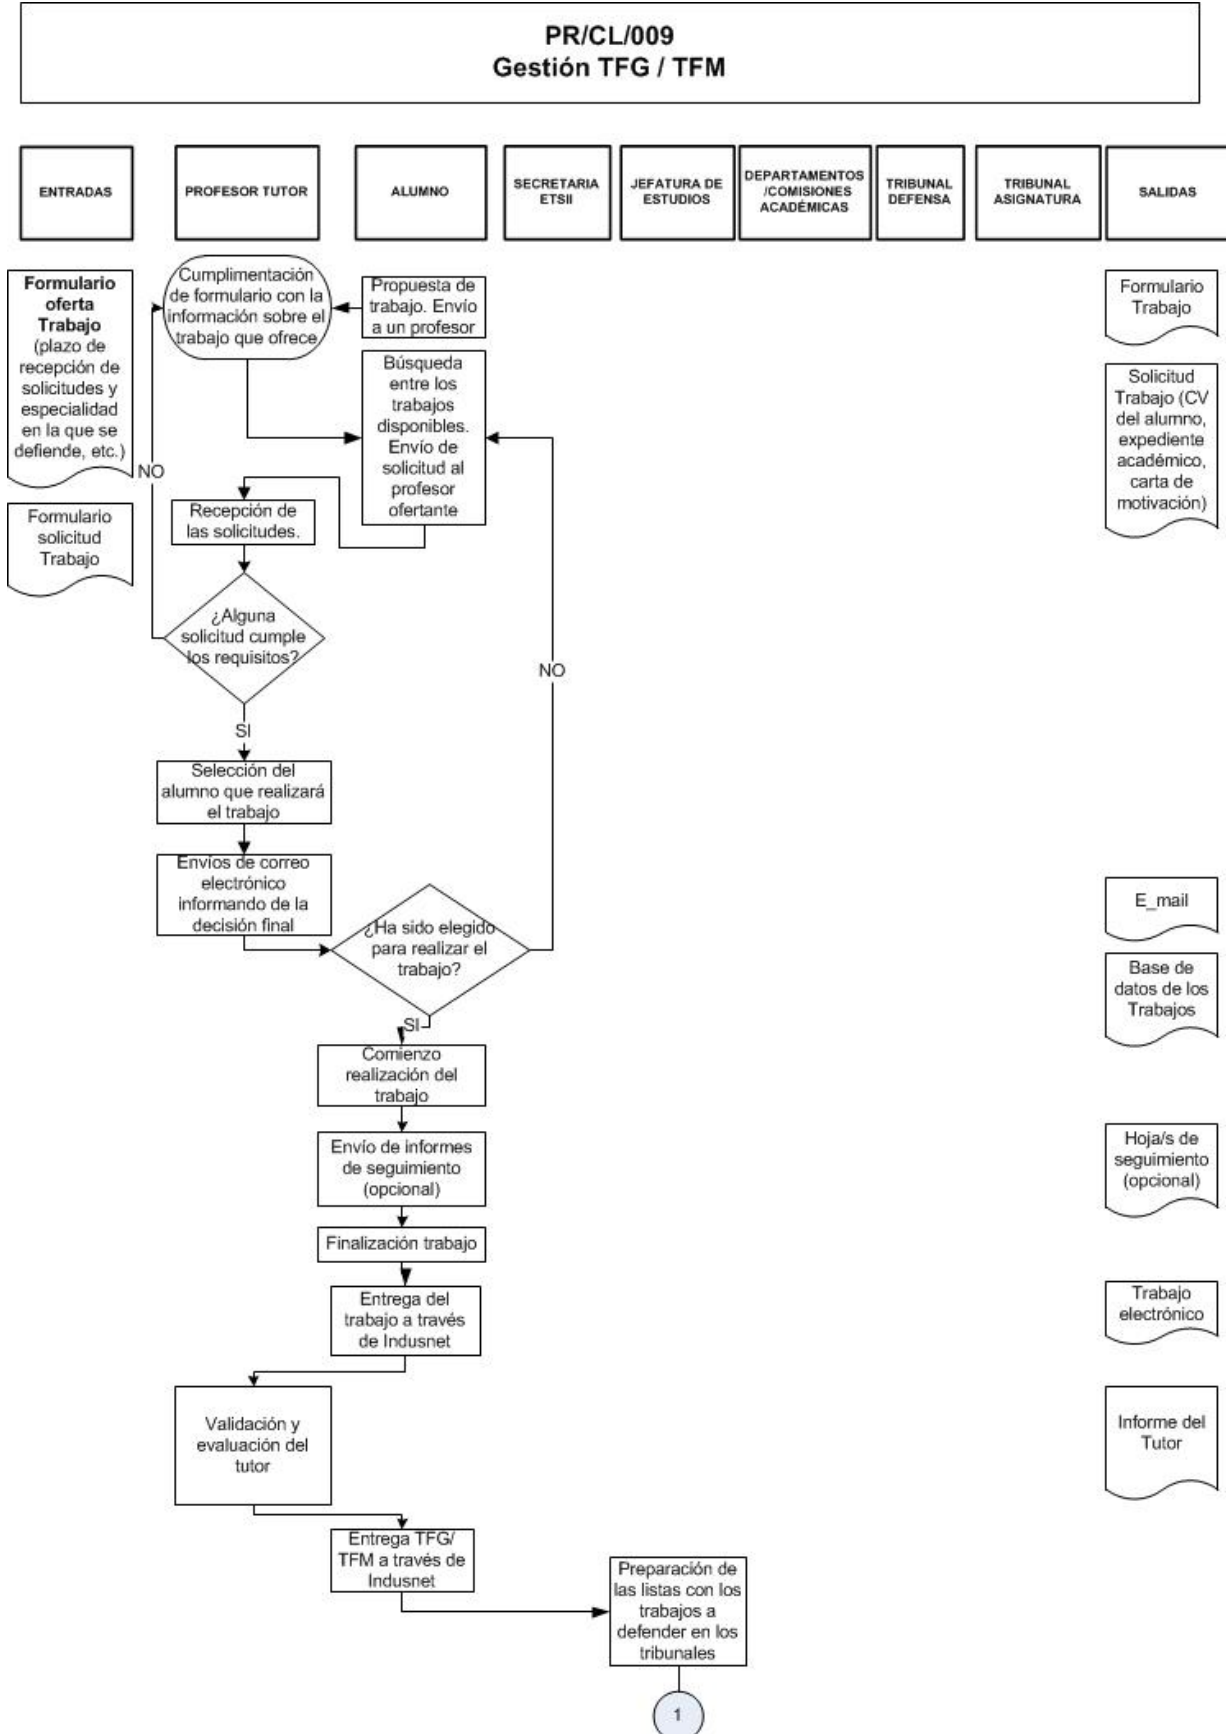 PR/CL/009
Gestión TFG / TFM
ENTRADAS
PROFESOR TUTOR
ALUMNO
SECRETARIA
ETSII
JEFATURA DE
ESTUDIOS
DEPARTAMENTOS
/COMISIONES
ACADÉMICAS
TRIBUNAL
DEFENSA
TRIBUNAL
ASIGNATURA
SALIDAS
Formulario
oferta
Trabajo
(plazo de
recepción de
solicitudes y
especialidad
en la que se
defiende, etc.)
Cumplimentación
de formulario con la
información sobre el
trabajo que ofrece
Propuesta de
trabajo. Envío
a un profesor
Formulario
Trabajo
Búsqueda
entre los
trabajos
disponibles.
Envío de
solicitud al
profesor
ofertante
Solicitud
Trabajo (CV
del alumno,
expediente
académico,
carta de
motivación)
NO
Formulario
solicitud
Trabajo
Recepción de
las solicitudes.
¿Alguna
solicitud cumple
los requisitos?
NO
SI
Selección del
alumno que realizará
el trabajo
Envíos de correo
electrónico
informando de la
decisión final
¿Ha sido elegido
para realizar el
trabajo?
E_mail
Base de
datos de los
Trabajos
SI
Comienzo
realización del
trabajo
Envío de informes
de seguimiento
(opcional)
Hoja/s de
seguimiento
(opcional)
Finalización trabajo
Entrega del
trabajo a través
de Indusnet
Trabajo
electrónico
Validación y
evaluación del
tutor
Informe del
Tutor
Entrega TFG/
TFM a través de
Indusnet
Preparación de
las listas con los
trabajos a
defender en los
tribunales
1